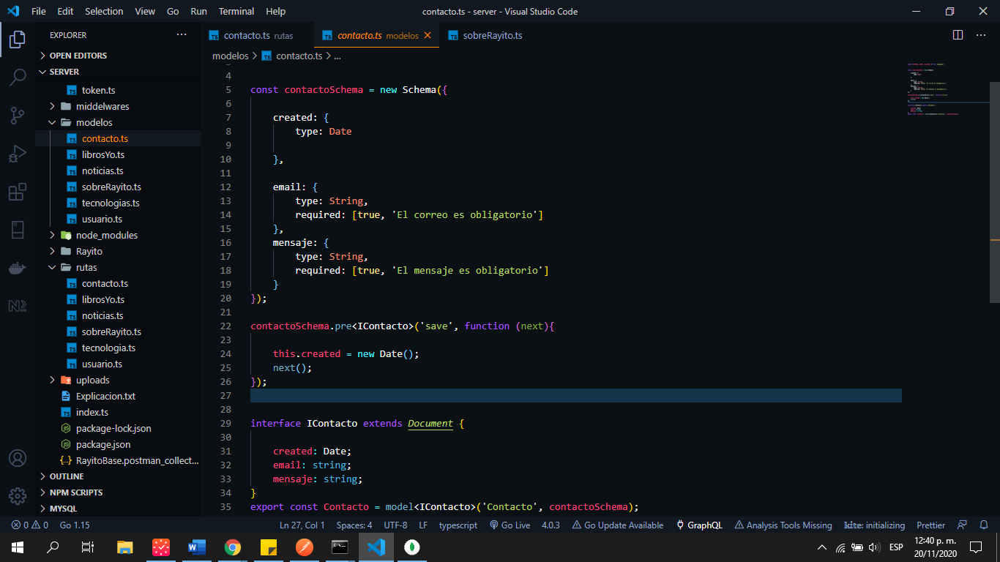 File Edit Selection View Go Run Terminal Help contacto.ts - server - Visual Studio Code
EXPLORER
OPEN EDITORS
SERVER
token.ts
middelwares
modelos
contacto.ts
librosYo.ts
noticias.ts
sobreRayito.ts
tecnologias.ts
usuario.ts
node_modules
Rayito
rutas
contacto.ts
librosYo.ts
noticias.ts
sobreRayito.ts
tecnologia.ts
usuario.ts
uploads
Explicacion.txt
index.ts
package-lock.json
package.json
RayitoBase.postman_collect...
OUTLINE
NPM SCRIPTS
MYSQL
contacto.ts rutas contacto.ts modelos sobreRayito.ts
modelos > contacto.ts > ...
4
5 const contactoSchema = new Schema({
6
7 created: {
8 type: Date
9
10 },
11
12 email: {
13 type: String,
14 required: [true, 'El correo es obligatorio']
15 },
16 mensaje: {
17 type: String,
18 required: [true, 'El mensaje es obligatorio']
19 }
20 });
21
22 contactoSchema.pre<IContacto>('save', function (next){
23
24 this.created = new Date();
25 next();
26 });
27
28
29 interface IContacto extends Document {
30
31 created: Date;
32 email: string;
33 mensaje: string;
34 }
35 export const Contacto = model<IContacto>('Contacto', contactoSchema);
0 0 Go 1.15 Ln 27, Col 1 Spaces: 4 UTF-8 LF typescript Go Live 4.0.3 Go Update Available GraphQL Analysis Tools Missing kite: initializing Prettier
ESP
12:40 p. m.
20/11/2020